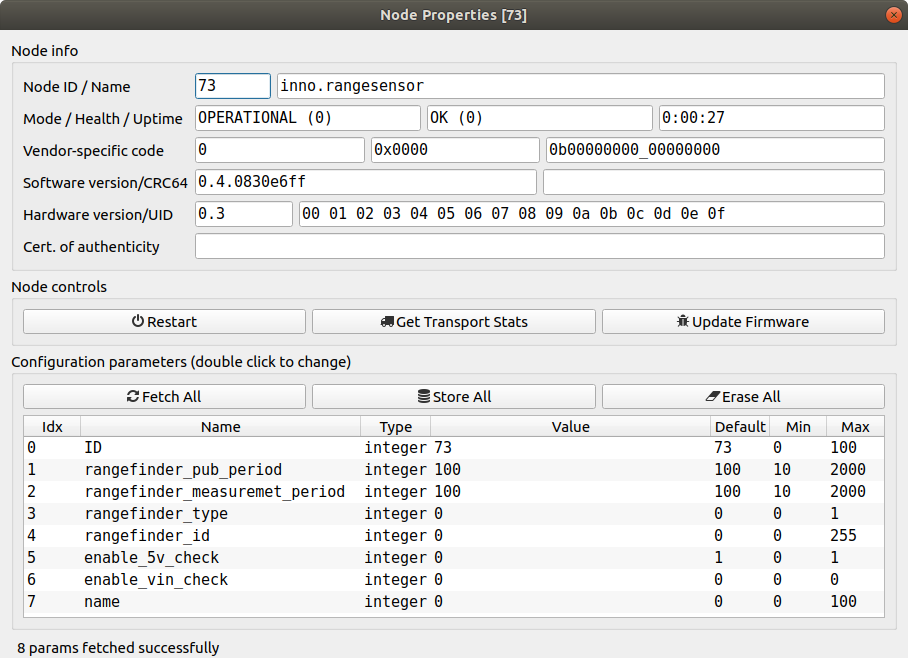 Node Properties [73]
Node info
Node ID / Name 73 inno.rangesensor
Mode / Health / Uptime OPERATIONAL (0) OK (0) 0:00:27
Vendor-specific code 0 0x0000 0b00000000_00000000
Software version/CRC64 0.4.0830e6ff
Hardware version/UID 0.3 00 01 02 03 04 05 06 07 08 09 0a 0b 0c 0d 0e 0f
Cert. of authenticity
Node controls
Restart Get Transport Stats Update Firmware
Configuration parameters (double click to change)
Fetch All Store All Erase All
Idx Name Type Value Default Min Max
0 ID integer 73 73 0 100
1 rangefinder_pub_period integer 100 100 10 2000
2 rangefinder_measuremet_period integer 100 100 10 2000
3 rangefinder_type integer 0 0 0 1
4 rangefinder_id integer 0 0 0 255
5 enable_5v_check integer 0 1 0 1
6 enable_vin_check integer 0 0 0 0
7 name integer 0 0 0 100
8 params fetched successfully